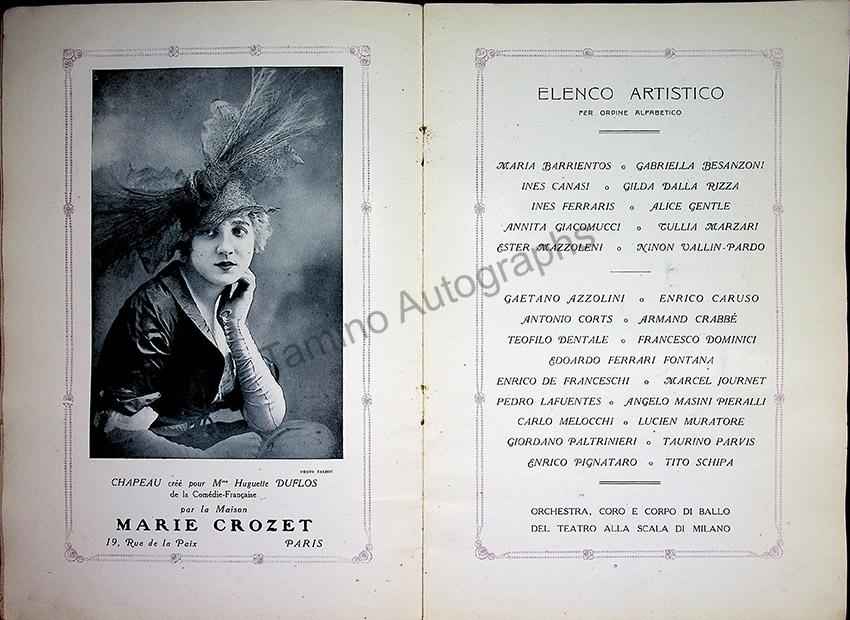 PHOTO TALBOT
CHAPEAU créé pour Mme Huguette DUFLOS
de la Comédie-Française
par la Maison
MARIE CROZET
19, Rue de la Paix PARIS
ELENCO ARTISTICO
PER ORDINE ALFABETICO
MARIA BARRIENTOS o GABRIELLA BESANZONI
INES CANASI o GILDA DALLA RIZZA
INES FERRARIS o ALICE GENTLE
ANNITA GIACOMUCCI o TULLIA MARZARI
ESTER MAZZOLENI o NINON VALLIN-PARDO
GAETANO AZZOLINI o ENRICO CARUSO
ANTONIO CORTS o ARMAND CRABBÉ
TEOFILO DENTALE o FRANCESCO DOMINICI
EDOARDO FERRARI FONTANA
ENRICO DE FRANCESCHI o MARCEL JOURNET
PEDRO LAFUENTES o ANGELO MASINI PIERALLI
CARLO MELOCCHI o LUCIEN MURATORE
GIORDANO PALTRINIERI o TAURINO PARVIS
ENRICO PIGNATARO o TITO SCHIPA
ORCHESTRA, CORO E CORPO DI BALLO
DEL TEATRO ALLA SCALA DI MILANO
Tamino Autographs